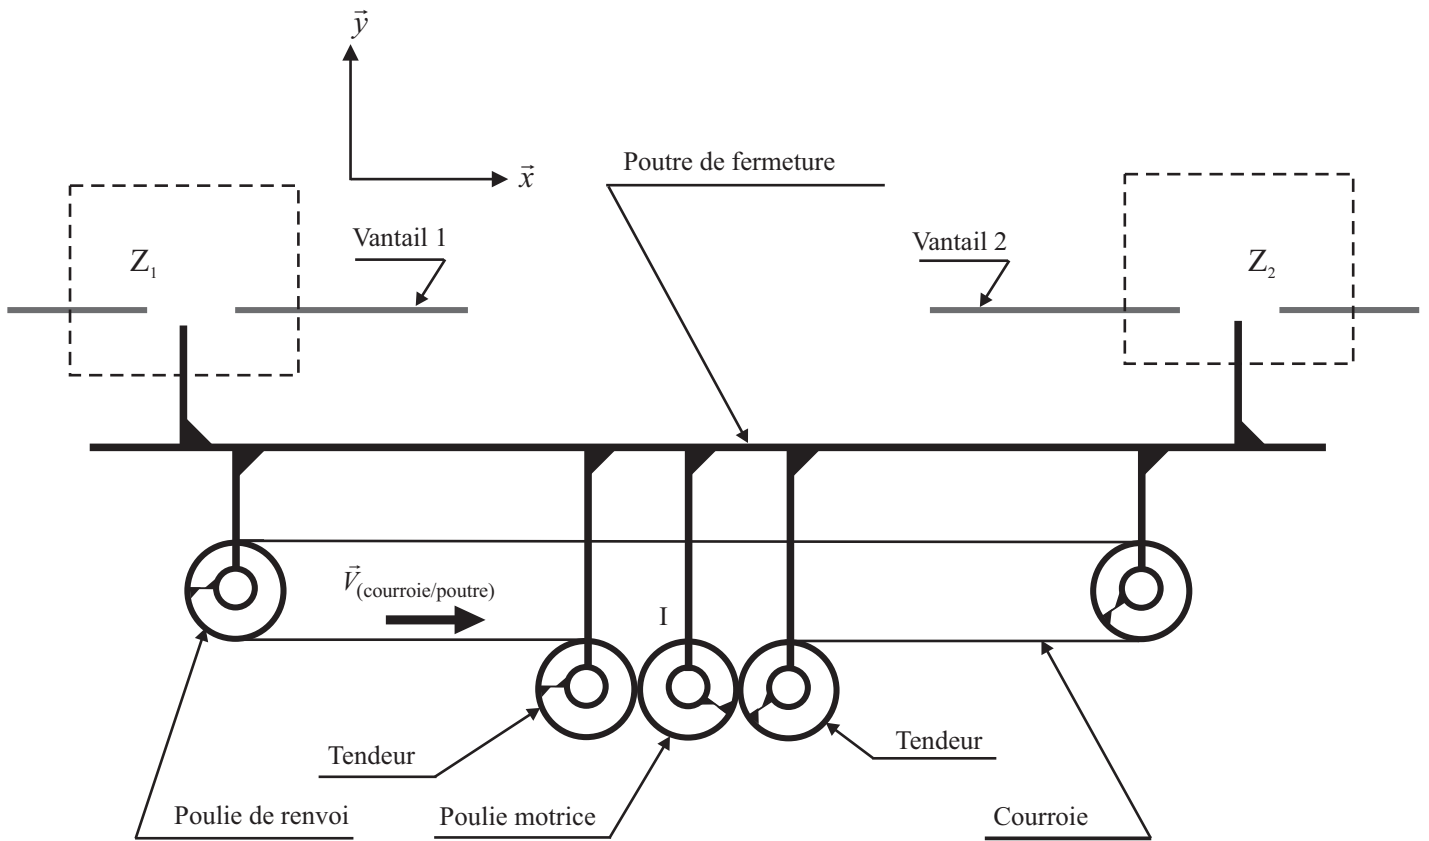 y⃗
x⃗
Poutre de fermeture
Vantail 1
Vantail 2
Z₁
Z₂
V⃗(courroie/poutre)
I
Tendeur
Tendeur
Poulie de renvoi
Poulie motrice
Courroie